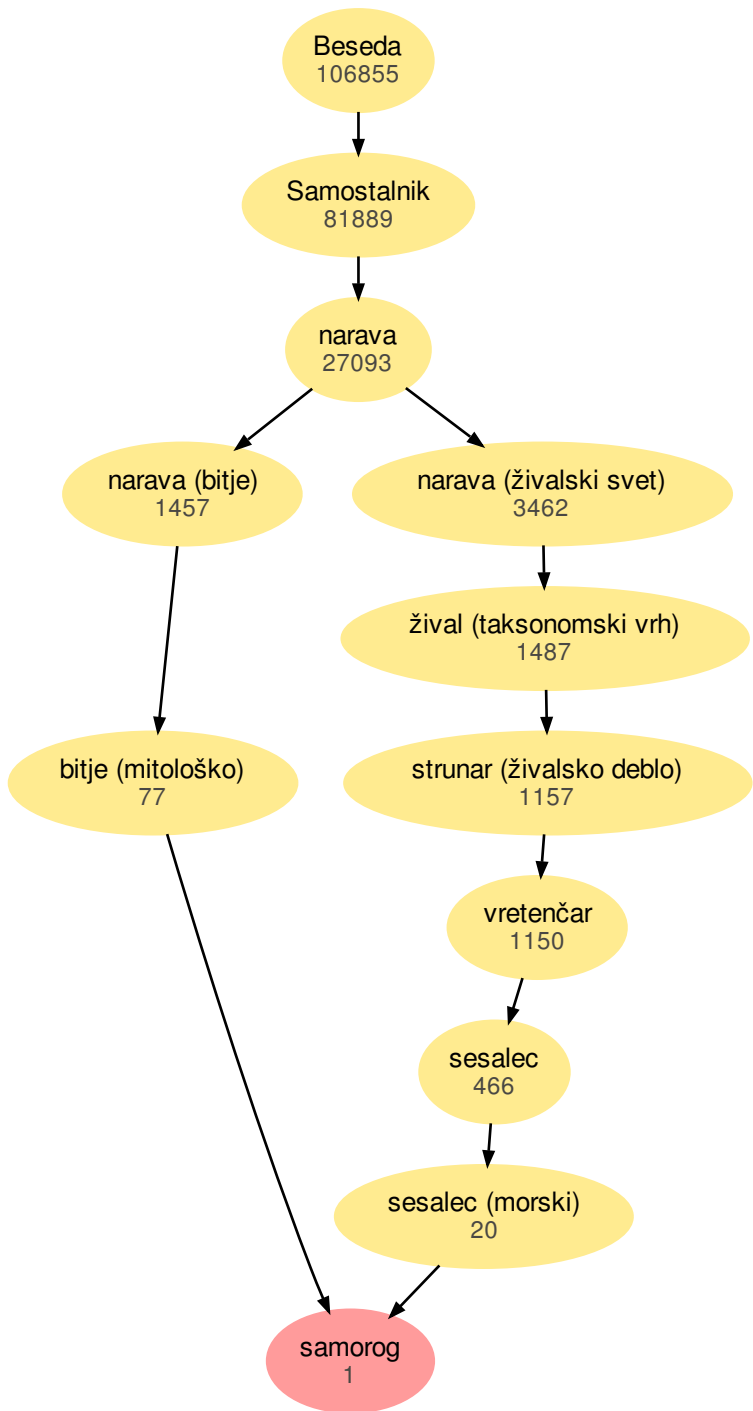 Beseda
106855
Samostalnik
81889
narava
27093
narava (bitje)
1457
narava (živalski svet)
3462
žival (taksonomski vrh)
1487
bitje (mitološko)
77
strunar (živalsko deblo)
1157
vretenčar
1150
sesalec
466
sesalec (morski)
20
samorog
1